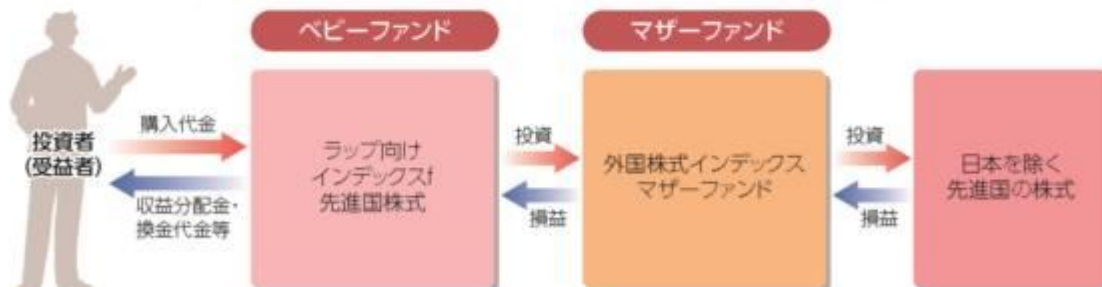 ベビーファンド
マザーファンド
投資者
(受益者)
購入代金
収益分配金・
換金代金等
ラップ向け
インデックスf
先進国株式
投資
損益
外国株式インデックス
マザーファンド
投資
損益
日本を除く
先進国の株式